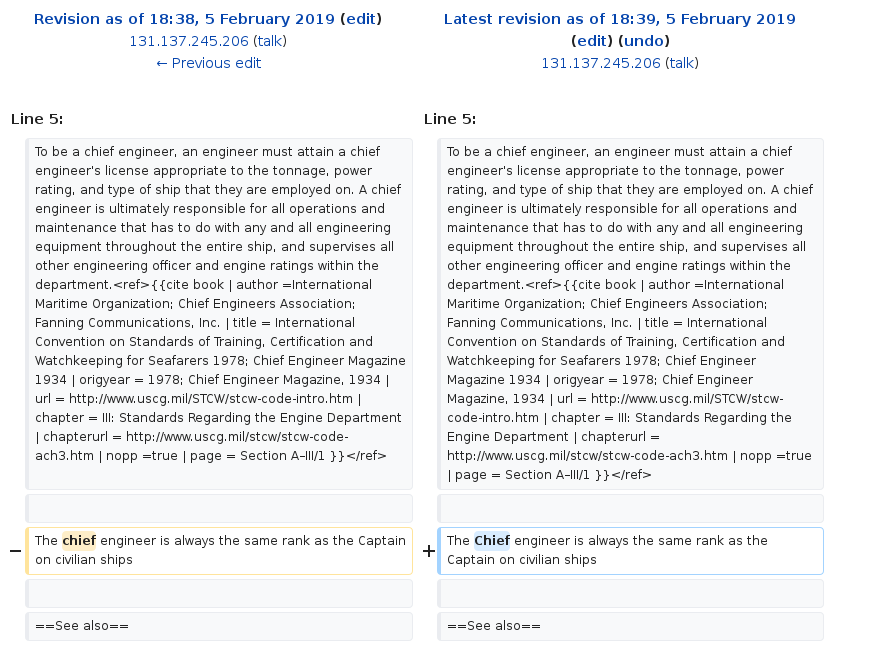 Revision as of 18:38, 5 February 2019 (edit)
131.137.245.206 (talk)
← Previous edit
Latest revision as of 18:39, 5 February 2019
(edit) (undo)
131.137.245.206 (talk)
Line 5:
Line 5:
To be a chief engineer, an engineer must attain a chief
engineer's license appropriate to the tonnage, power
rating, and type of ship that they are employed on. A chief
engineer is ultimately responsible for all operations and
maintenance that has to do with any and all engineering
equipment throughout the entire ship, and supervises all
other engineering officer and engine ratings within the
department.<ref>{{cite book | author =International
Maritime Organization; Chief Engineers Association;
Fanning Communications, Inc. | title = International
Convention on Standards of Training, Certification and
Watchkeeping for Seafarers 1978; Chief Engineer Magazine
1934 | origyear = 1978; Chief Engineer Magazine, 1934 |
url = http://www.uscg.mil/STCW/stcw-code-intro.htm |
chapter = III: Standards Regarding the Engine Department
| chapterurl = http://www.uscg.mil/stcw/stcw-code-
ach3.htm | nopp =true | page = Section A–III/1 }}</ref>
To be a chief engineer, an engineer must attain a chief
engineer's license appropriate to the tonnage, power
rating, and type of ship that they are employed on. A chief
engineer is ultimately responsible for all operations and
maintenance that has to do with any and all engineering
equipment throughout the entire ship, and supervises all
other engineering officer and engine ratings within the
department.<ref>{{cite book | author =International
Maritime Organization; Chief Engineers Association;
Fanning Communications, Inc. | title = International
Convention on Standards of Training, Certification and
Watchkeeping for Seafarers 1978; Chief Engineer
Magazine 1934 | origyear = 1978; Chief Engineer
Magazine, 1934 | url = http://www.uscg.mil/STCW/stcw-
code-intro.htm | chapter = III: Standards Regarding the
Engine Department | chapterurl =
http://www.uscg.mil/stcw/stcw-code-ach3.htm | nopp =true
| page = Section A–III/1 }}</ref>
− The chief engineer is always the same rank as the Captain
on civilian ships
+ The Chief engineer is always the same rank as the
Captain on civilian ships
==See also==
==See also==